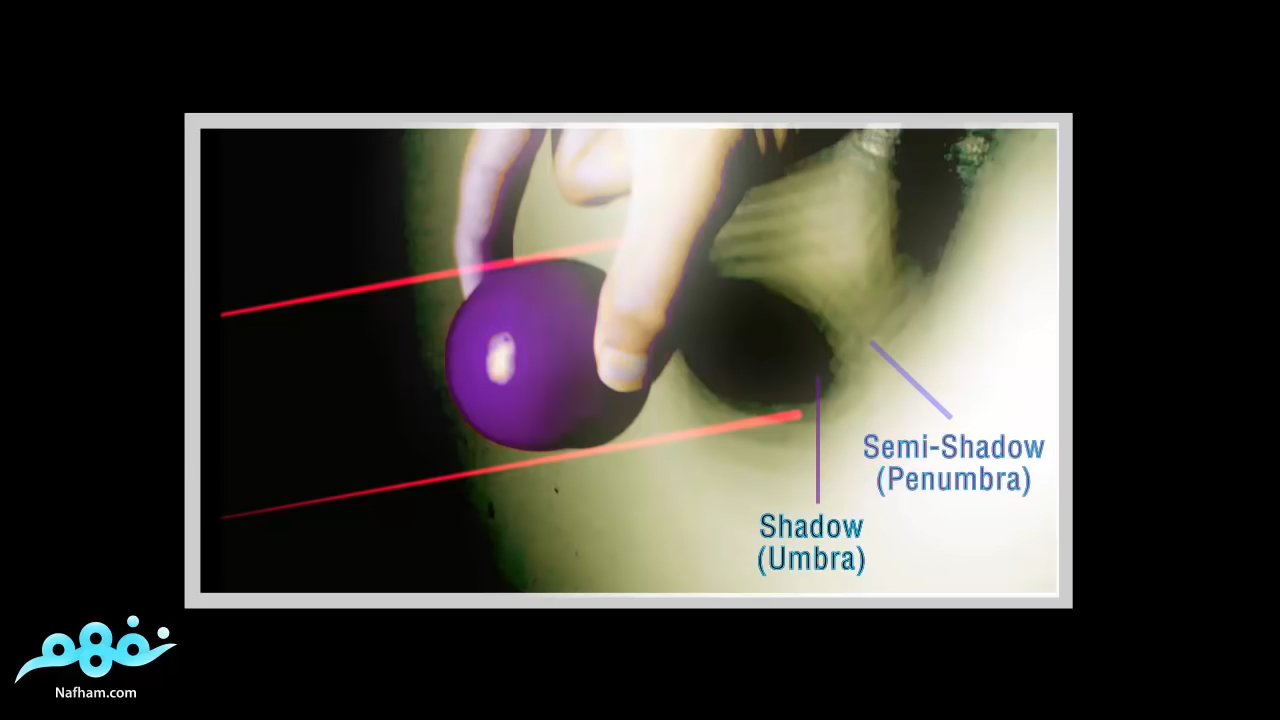 Semi-Shadow
(Penumbra)
Shadow
(Umbra)
نفهم
Nafham.com